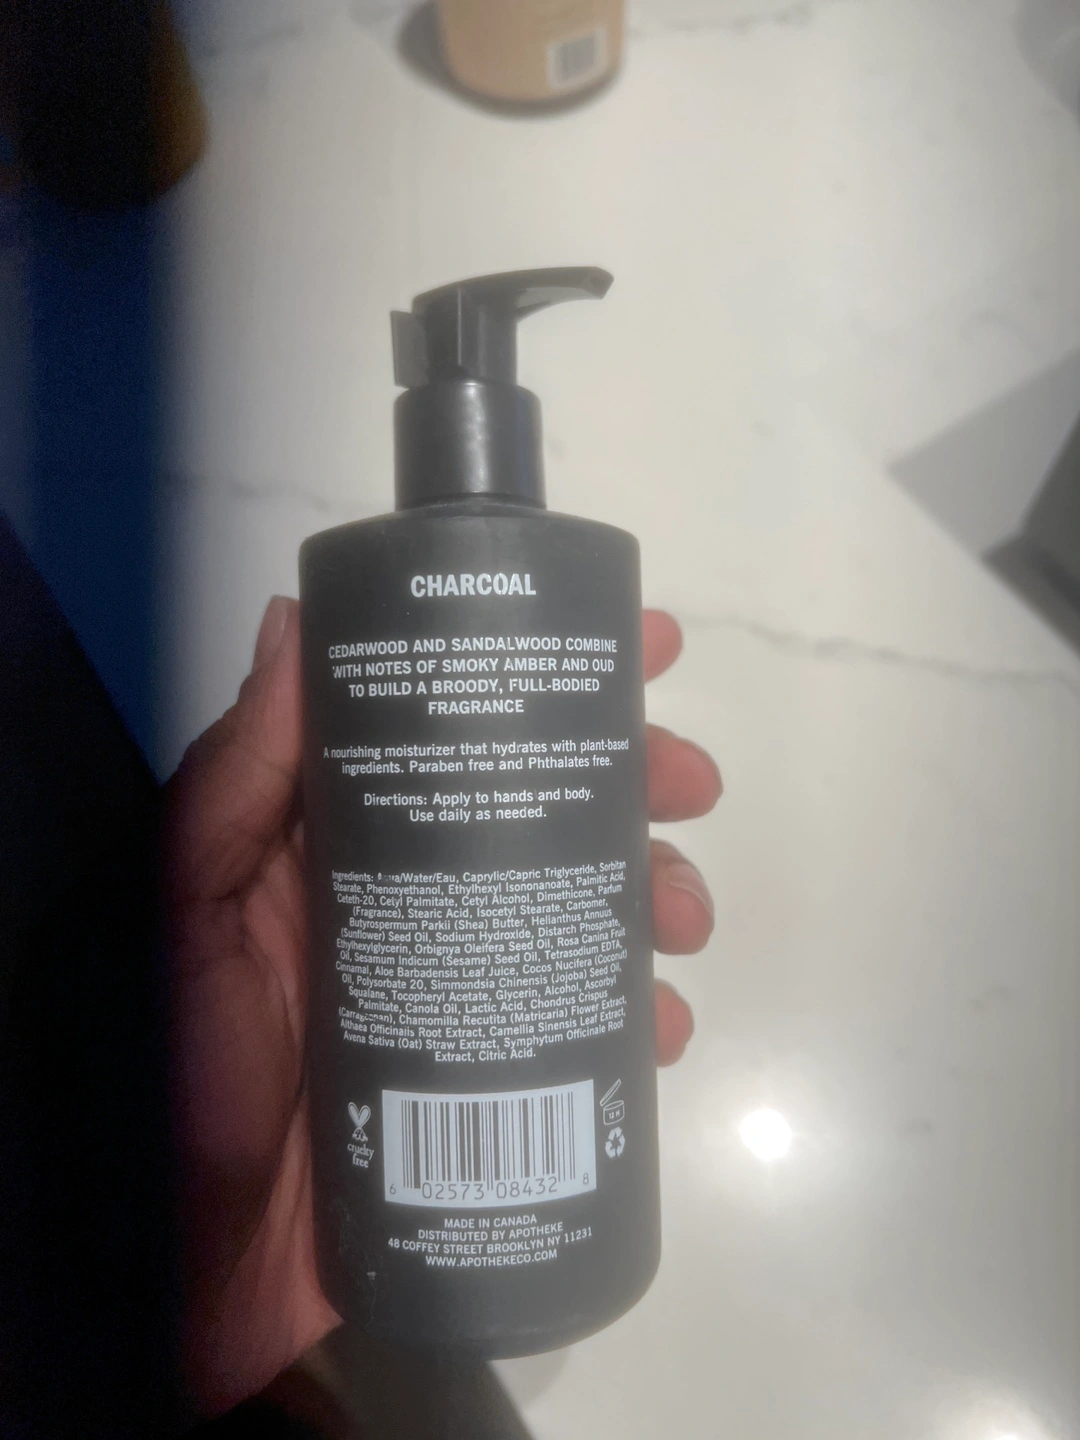 CHARCOAL
CEDARWOOD AND SANDALWOOD COMBINE
WITH NOTES OF SMOKY AMBER AND OUD
TO BUILD A BROODY, FULL-BODIED
FRAGRANCE
A nourishing moisturizer that hydrates with plant-based
ingredients. Paraben free and Phthalates free.
Directions: Apply to hands and body.
Use daily as needed.
Ingredients: Aqua/Water/Eau, Caprylic/Capric Triglyceride, Sorbitan
Stearate, Phenoxyethanol, Ethylhexyl Isononanoate, Palmitic Acid,
Ceteth-20, Cetyl Palmitate, Cetyl Alcohol, Dimethicone, Parfum
(Fragrance), Stearic Acid, Isocetyl Stearate, Carbomer,
Butyrospermum Parkii (Shea) Butter, Helianthus Annuus
(Sunflower) Seed Oil, Sodium Hydroxide, Distarch Phosphate,
Ethylhexylglycerin, Orbignya Oleifera Seed Oil, Rosa Canina Fruit
Oil, Sesamum Indicum (Sesame) Seed Oil, Tetrasodium EDTA,
Cinnamal, Aloe Barbadensis Leaf Juice, Cocos Nucifera (Coconut)
Oil, Polysorbate 20, Simmondsia Chinensis (Jojoba) Seed Oil,
Squalane, Tocopheryl Acetate, Glycerin, Alcohol, Ascorbyl
Palmitate, Canola Oil, Lactic Acid, Chondrus Crispus
(Carrageenan), Chamomilla Recutita (Matricaria) Flower Extract,
Althaea Officinalis Root Extract, Camellia Sinensis Leaf Extract,
Avena Sativa (Oat) Straw Extract, Symphytum Officinale Root
Extract, Citric Acid.
cruelty
free
12 M
6 02573 08432 8
MADE IN CANADA
DISTRIBUTED BY APOTHEKE
48 COFFEY STREET BROOKLYN NY 11231
WWW.APOTHEKECO.COM